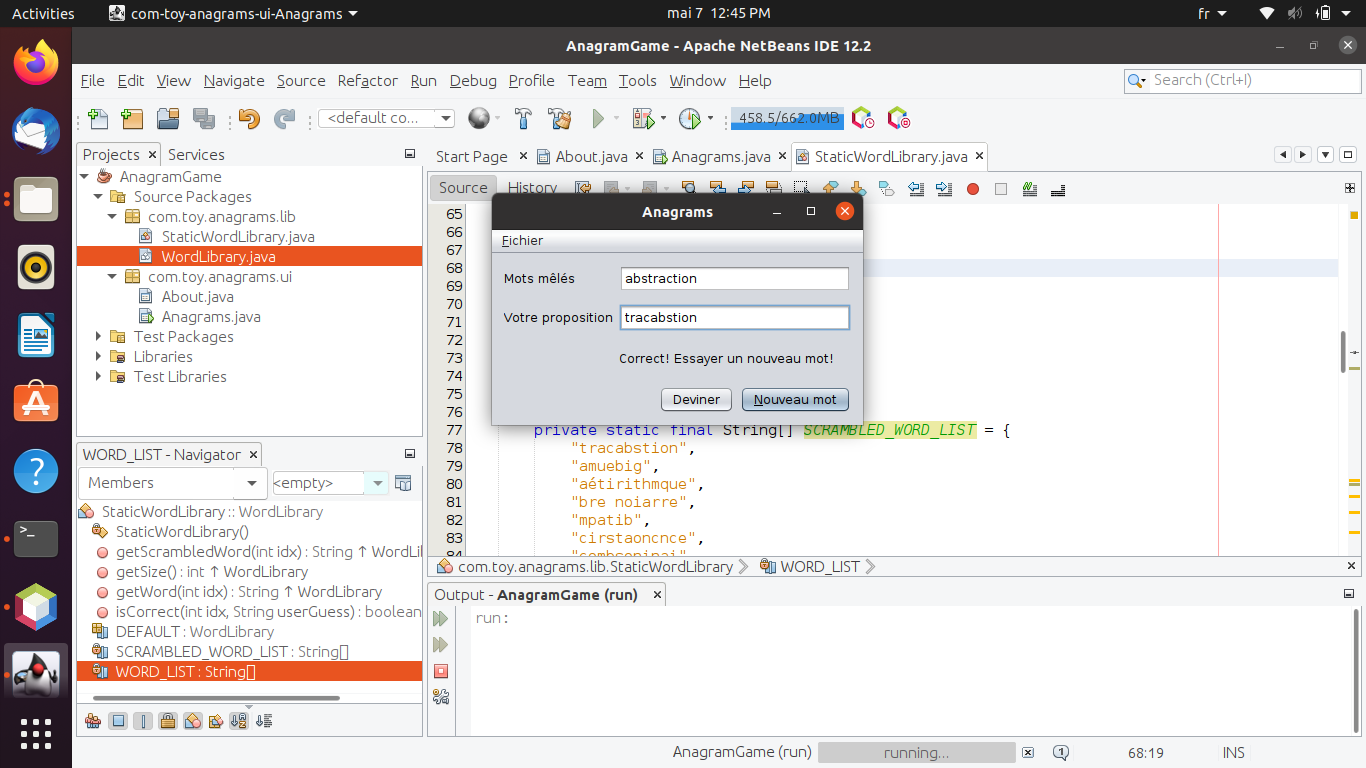 Activities
com-toy-anagrams-ui-Anagrams
mai 7 12:45 PM
fr
AnagramGame - Apache NetBeans IDE 12.2
File Edit View Navigate Source Refactor Run Debug Profile Team Tools Window Help
Search (Ctrl+I)
<default co...
458.5/662.0MB
Projects
Services
AnagramGame
Source Packages
com.toy.anagrams.lib
StaticWordLibrary.java
WordLibrary.java
com.toy.anagrams.ui
About.java
Anagrams.java
Test Packages
Libraries
Test Libraries
WORD_LIST - Navigator
Members
<empty>
StaticWordLibrary :: WordLibrary
StaticWordLibrary()
getScrambledWord(int idx) : String ↑ WordLi
getSize() : int ↑ WordLibrary
getWord(int idx) : String ↑ WordLibrary
isCorrect(int idx, String userGuess) : boolean
DEFAULT : WordLibrary
SCRAMBLED_WORD_LIST : String[]
WORD_LIST : String[]
Start Page
About.java
Anagrams.java
StaticWordLibrary.java
Source
History
65
66
67
68
69
70
71
72
73
74
75
76
77 private static final String[] SCRAMBLED_WORD_LIST = {
78 "tracabstion",
79 "amuebig",
80 "aétirithmque",
81 "bre noiarre",
82 "mpatib",
83 "cirstaoncnce",
84
Anagrams
Fichier
Mots mêlés
abstraction
Votre proposition
tracabstion
Correct! Essayer un nouveau mot!
Deviner
Nouveau mot
com.toy.anagrams.lib.StaticWordLibrary
WORD_LIST
Output - AnagramGame (run)
run:
AnagramGame (run)
running...
1
68:19
INS